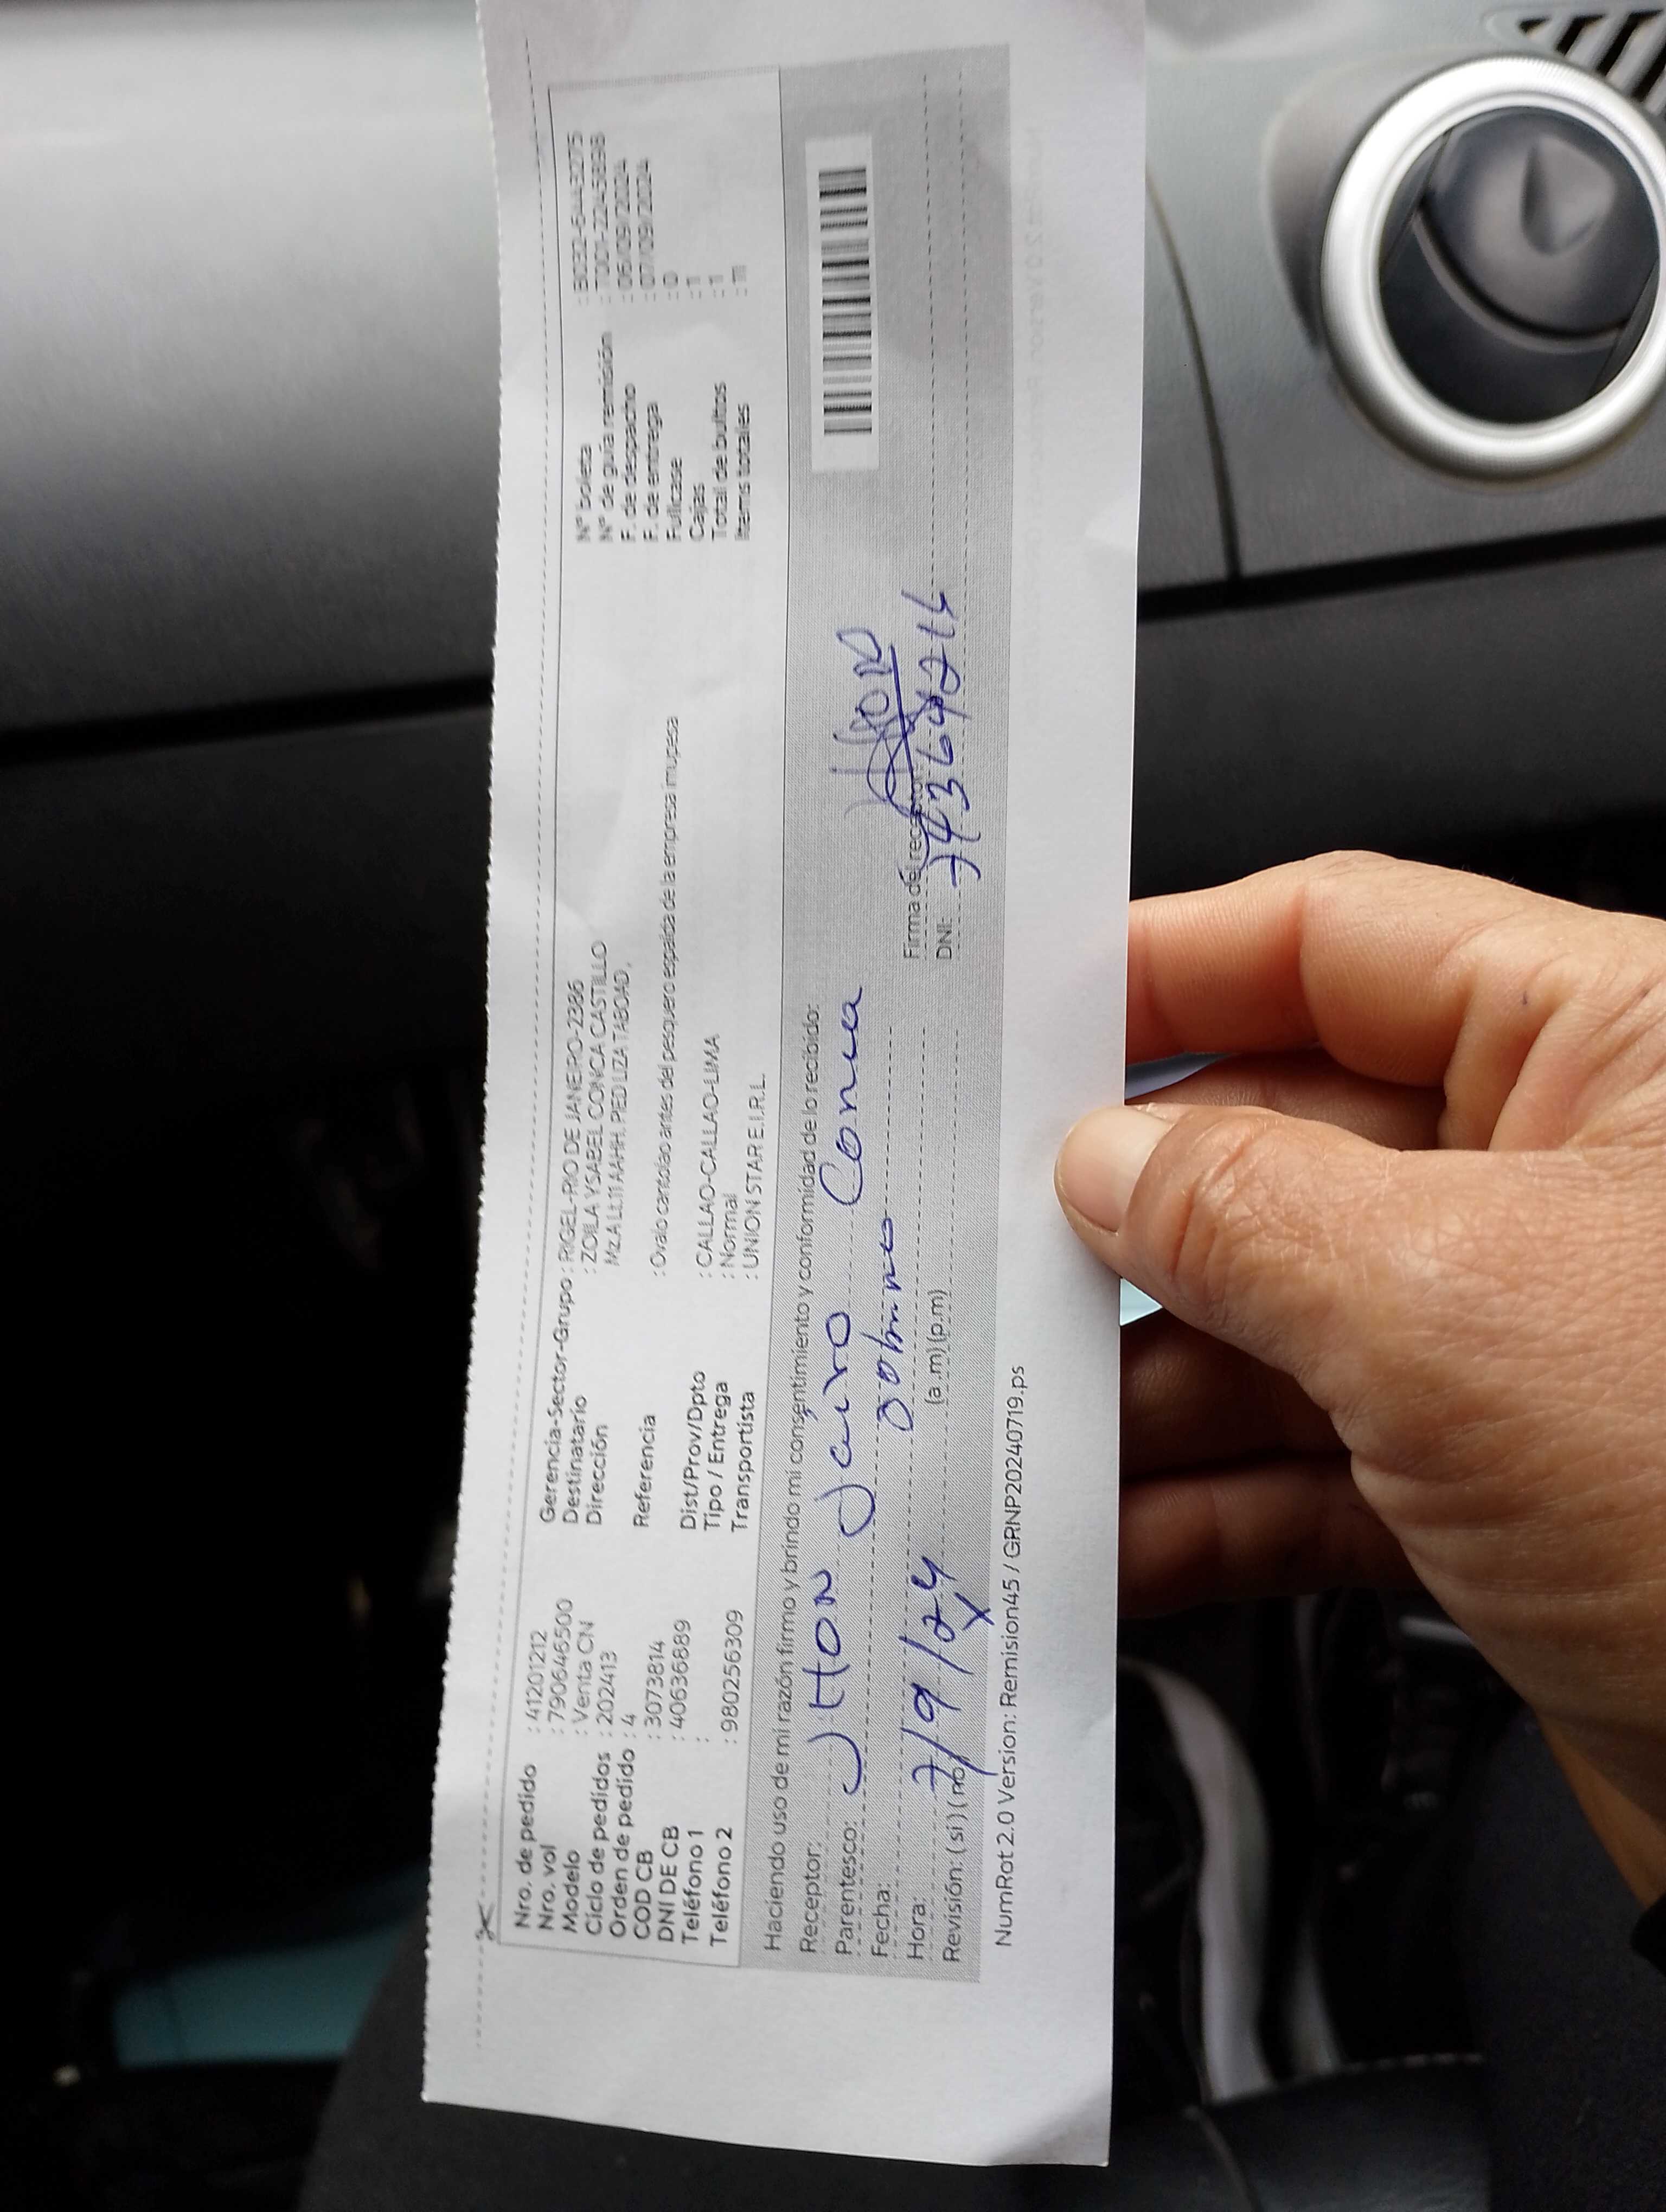 Nro. de pedido : 41201212
Nro. vol : 790646500
Modelo : Venta CN
Ciclo de pedidos : 202413
Orden de pedido : 4
COD CB : 3073814
DNI DE CB : 40636889
Teléfono 1 :
Teléfono 2 : 980256309
Gerencia-Sector-Grupo : RIGEL-RIO DE JANEIRO-2386
Destinatario : ZOILA YSABEL CONCA CASTILLO
Dirección MZ.A Lt.11 AAHH. PIED LIZA TABOAD ,
Referencia : Ovalo cantolao antes del pesquero espalda de la empresa imupesa
Dist/Prov/Dpto : CALLAO-CALLAO-LIMA
Tipo / Entrega : Normal
Transportista : UNION STAR E.I.R.L.
N° boleta
N° de guía remisión
F. de despacho : 06/09/2024
F. de entrega : 07/09/2024
Fullcase : 0
Cajas : 1
Total de bultos : 1
Items totales : 11
Haciendo uso de mi razón firmo y brindo mi consentimiento y conformidad de lo recibido:
Receptor: JHON Jairo Conca
Parentesco:
Fecha: 7/9/24
Hora: (a .m) (p.m)
Revisión: ( si ) ( no )
Firma del receptor
DNI:
NumRot 2.0 Version: Remision45 / GRNP20240719.ps